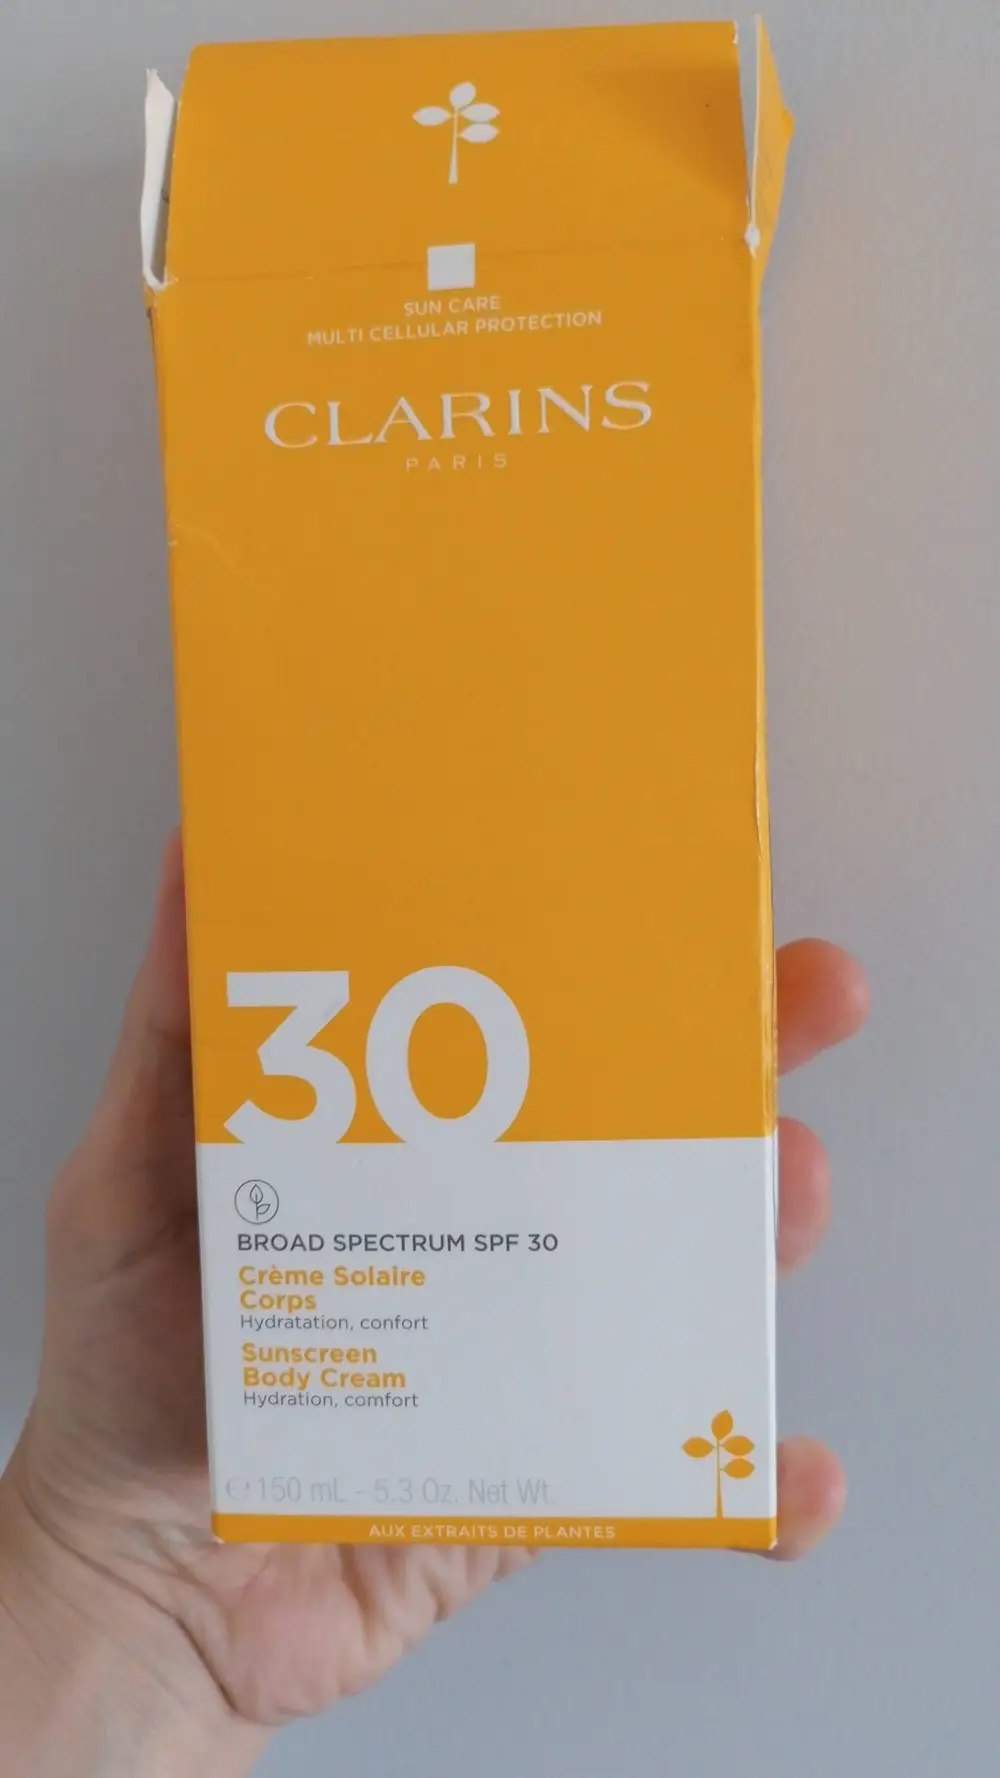 SUN CARE
MULTI CELLULAR PROTECTION
CLARINS
PARIS
30
BROAD SPECTRUM SPF 30
Crème Solaire
Corps
Hydratation, confort
Sunscreen
Body Cream
Hydration, comfort
℮ 150 mL - 5.3 Oz. Net Wt.
AUX EXTRAITS DE PLANTES